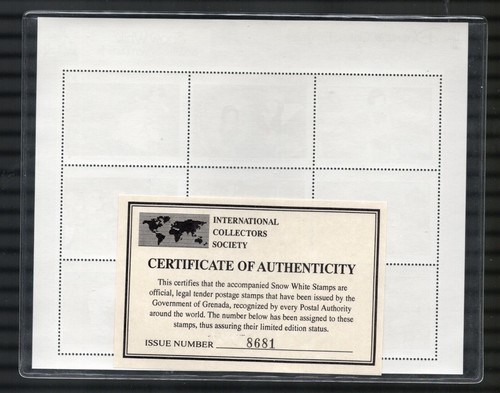 INTERNATIONAL
COLLECTORS
SOCIETY
CERTIFICATE OF AUTHENTICITY
This certifies that the accompanied Snow White Stamps are
official, legal tender postage stamps that have been issued by the
Government of Grenada, recognized by every Postal Authority
around the world. The number below has been assigned to these
stamps, thus assuring their limited edition status.
ISSUE NUMBER 8681